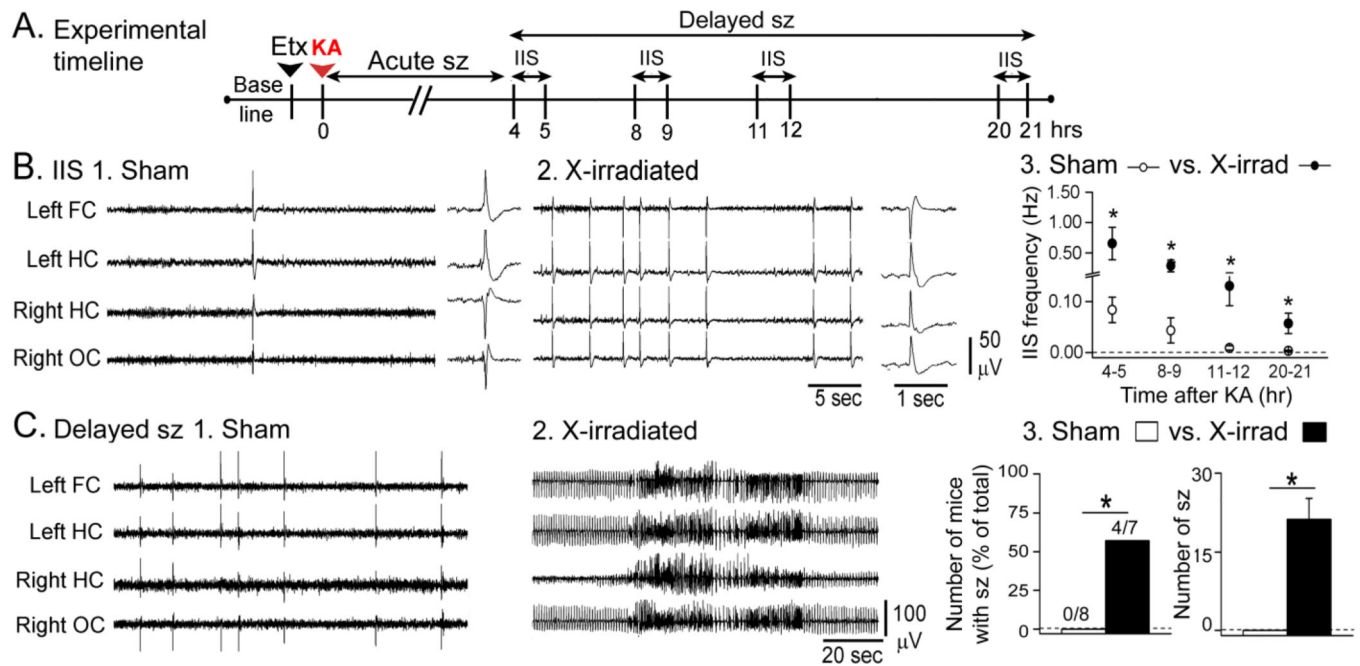 A. Experimental
timeline
Etx KA
Base
line
Acute sz
Delayed sz
IIS IIS IIS IIS
0 4 5 8 9 11 12 20 21 hrs
B. IIS 1. Sham
Left FC
Left HC
Right HC
Right OC
2. X-irradiated
5 sec
1 sec
50
μV
3. Sham vs. X-irrad
IIS frequency (Hz)
1.50
1.00
0.50
0.10
0.00
* * * *
4-5 8-9 11-12 20-21
Time after KA (hr)
C. Delayed sz 1. Sham
Left FC
Left HC
Right HC
Right OC
2. X-irradiated
100
μV
20 sec
3. Sham vs. X-irrad
Number of mice
with sz (% of total)
100
75
50
25
0
*
4/7
0/8
Number of sz
30
15
0
*